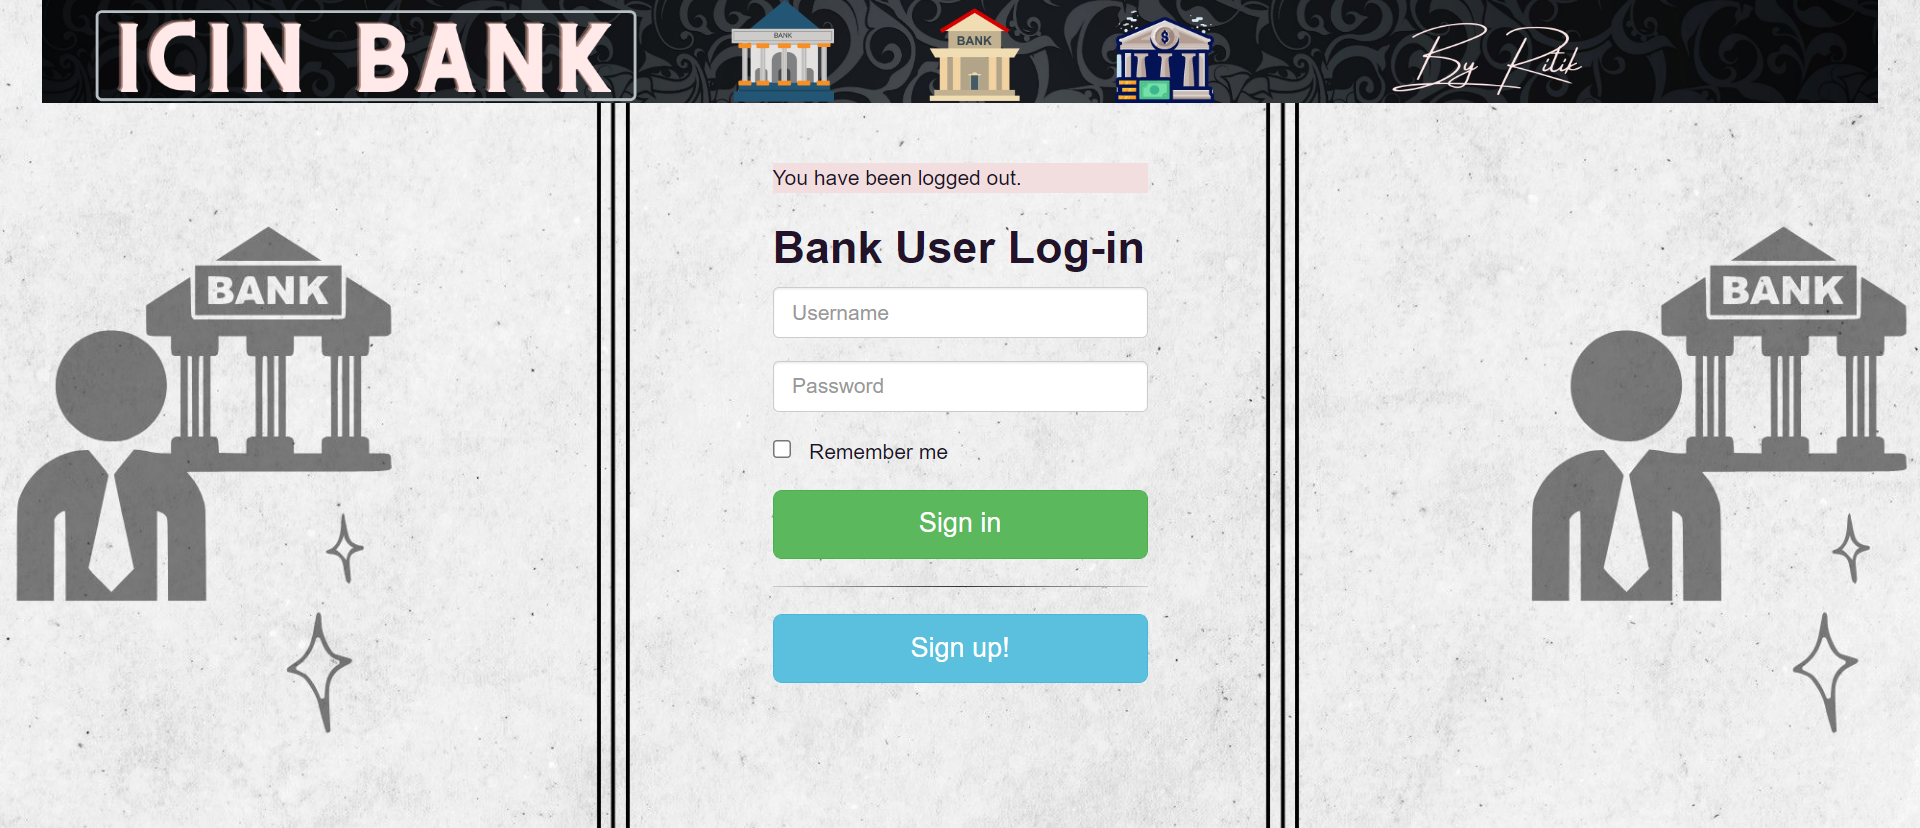 ICIN BANK
BANK
BANK
By Ritik
You have been logged out.
Bank User Log-in
BANK
BANK
Username
Password
Remember me
Sign in
Sign up!